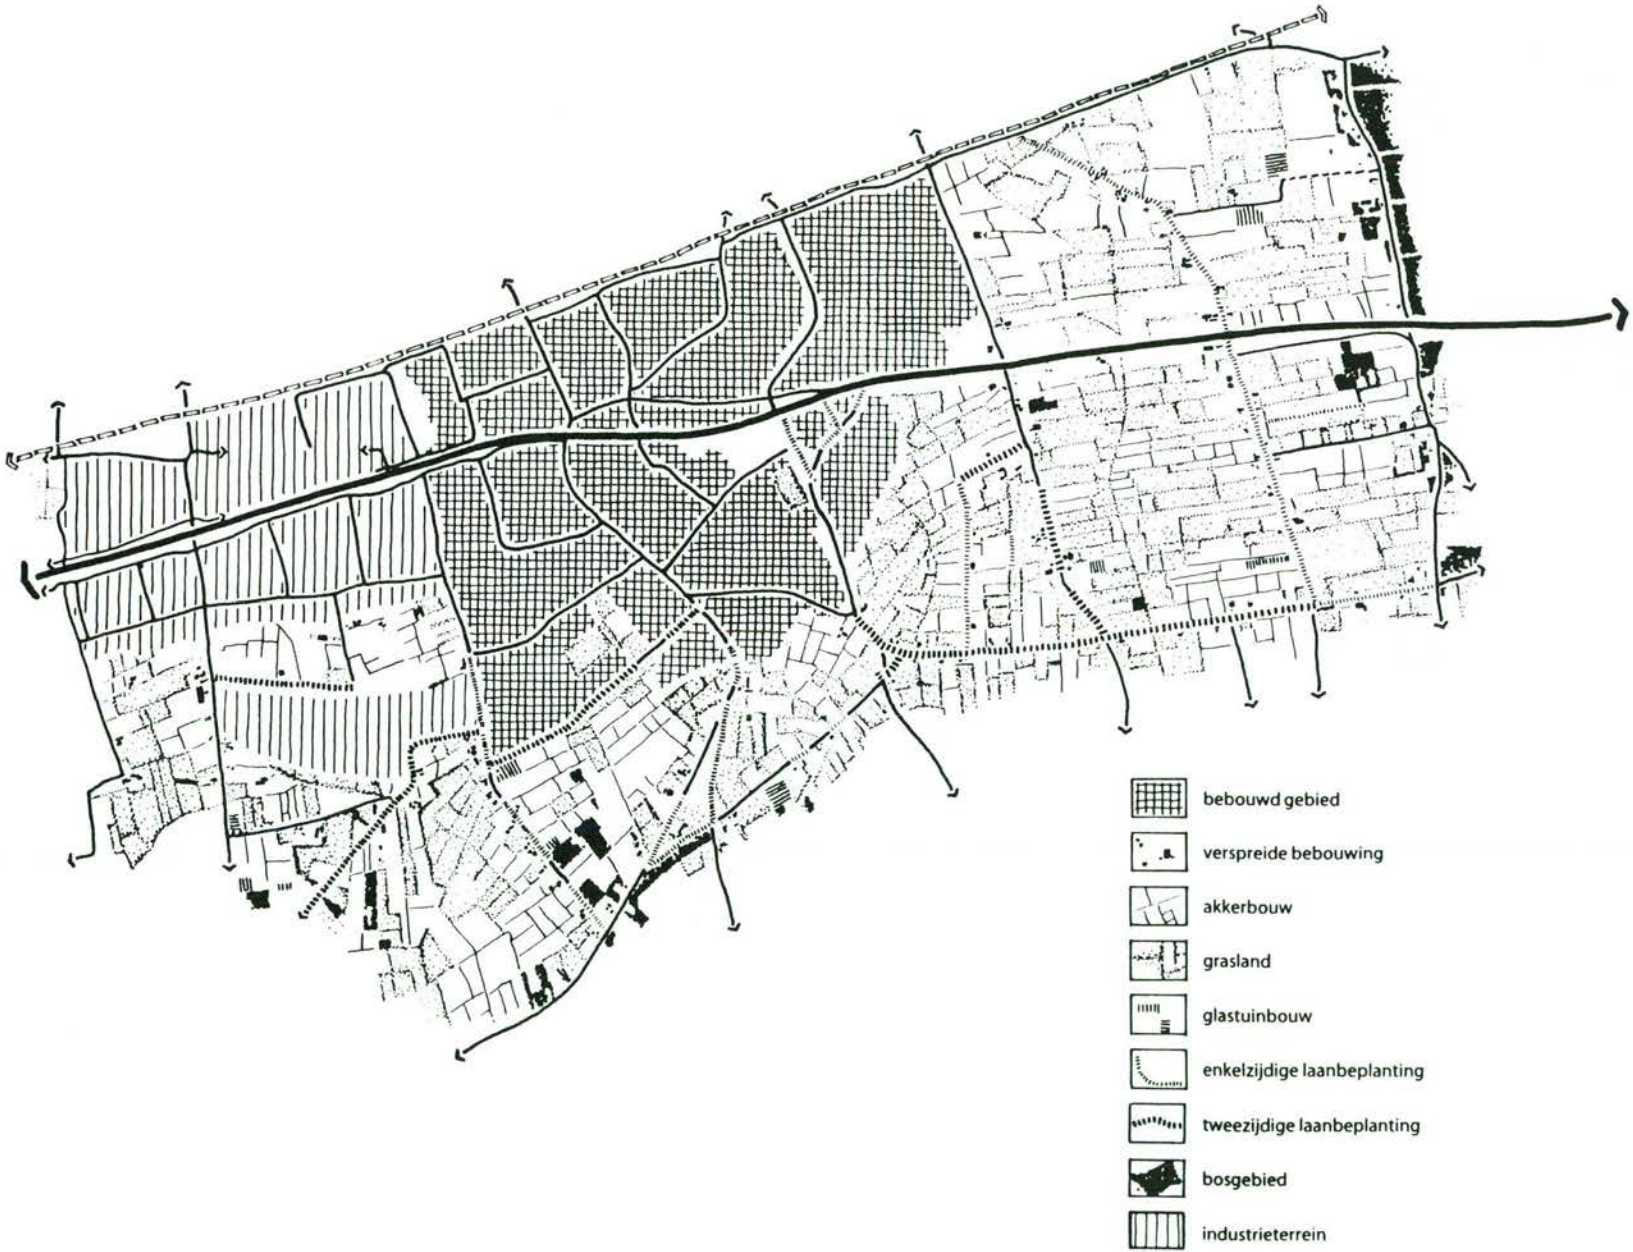 bebouwd gebied
verspreide bebouwing
akkerbouw
grasland
glastuinbouw
enkelzijdige laanbeplanting
tweezijdige laanbeplanting
bosgebied
industrieterrein